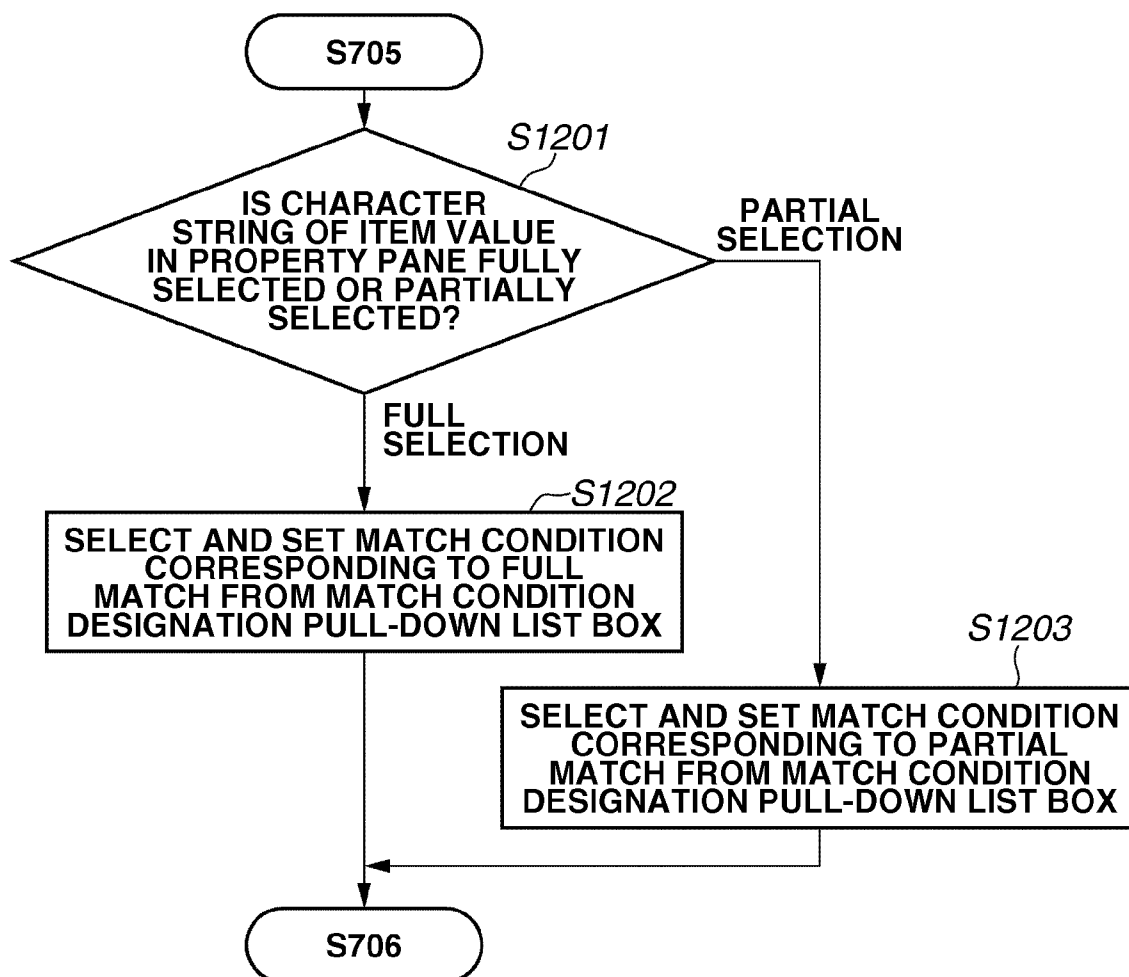 S705
S1201
IS CHARACTER
STRING OF ITEM VALUE
IN PROPERTY PANE FULLY
SELECTED OR PARTIALLY
SELECTED?
PARTIAL
SELECTION
FULL
SELECTION
S1202
SELECT AND SET MATCH CONDITION
CORRESPONDING TO FULL
MATCH FROM MATCH CONDITION
DESIGNATION PULL-DOWN LIST BOX
S1203
SELECT AND SET MATCH CONDITION
CORRESPONDING TO PARTIAL
MATCH FROM MATCH CONDITION
DESIGNATION PULL-DOWN LIST BOX
S706